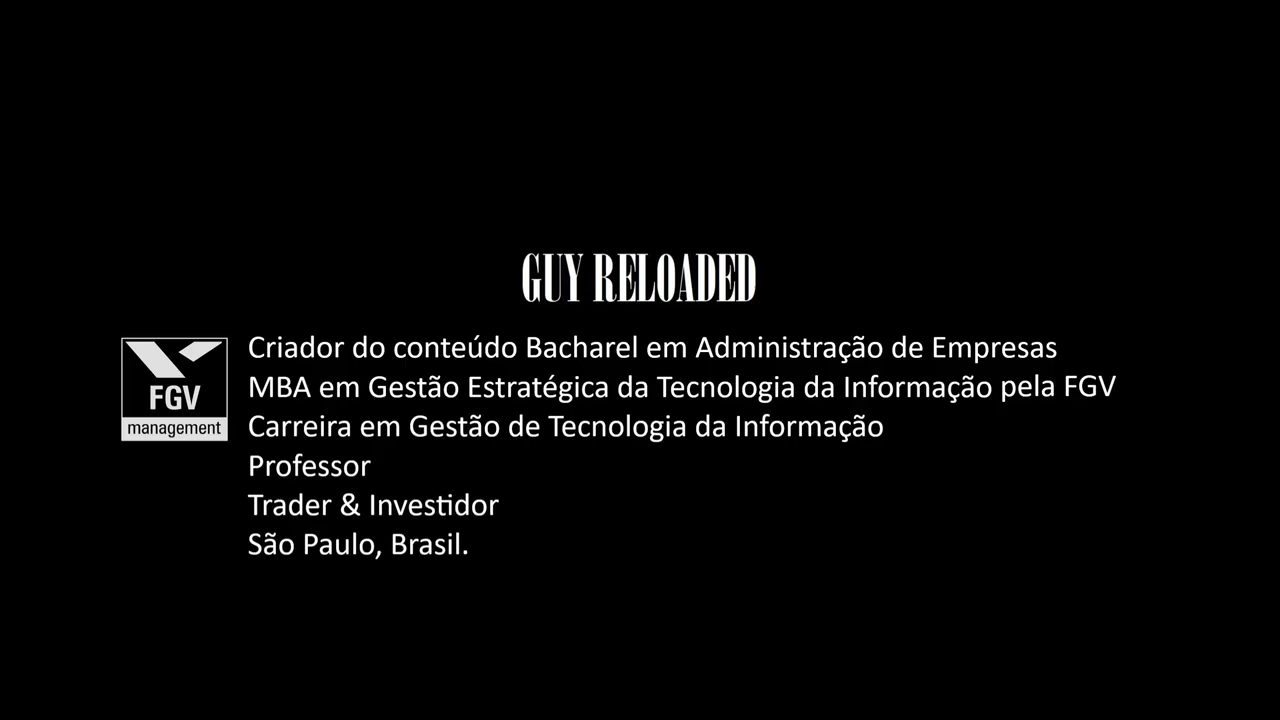 GUY RELOADED
Criador do conteúdo Bacharel em Administração de Empresas
MBA em Gestão Estratégica da Tecnologia da Informação pela FGV
Carreira em Gestão de Tecnologia da Informação
Professor
Trader & Investidor
São Paulo, Brasil.
FGV
management